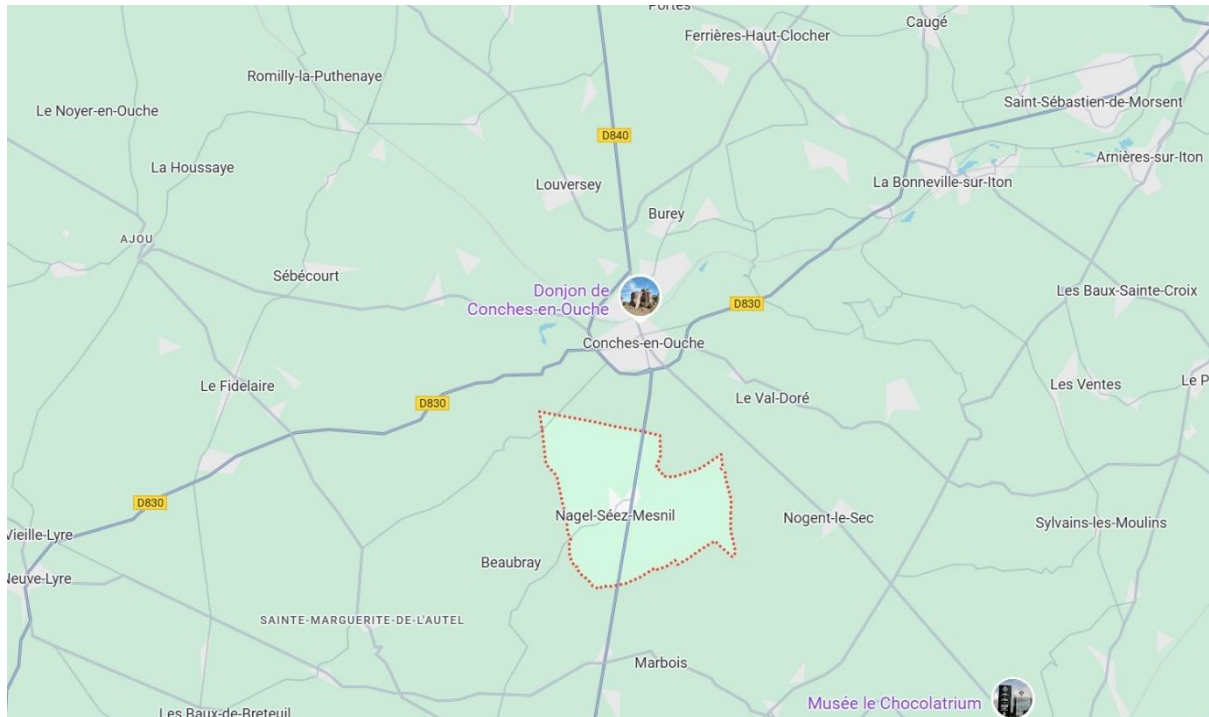 Portes
Caugé
Ferrières-Haut-Clocher
Romilly-la-Puthenaye
Saint-Sébastien-de-Morsent
Le Noyer-en-Ouche
D840
La Houssaye
Arnières-sur-Iton
Louversey
La Bonneville-sur-Iton
Burey
AJOU
Sébécourt
Donjon de
Conches-en-Ouche
D830
Les Baux-Sainte-Croix
Conches-en-Ouche
Le Fidelaire
Les Ventes
Le P
Le Val-Doré
D830
D830
Nagel-Séez-Mesnil
Nogent-le-Sec
Sylvains-les-Moulins
Vieille-Lyre
Beaubray
Neuve-Lyre
SAINTE-MARGUERITE-DE-L'AUTEL
Marbois
Musée le Chocolatrium
Les Baux-de-Breteuil